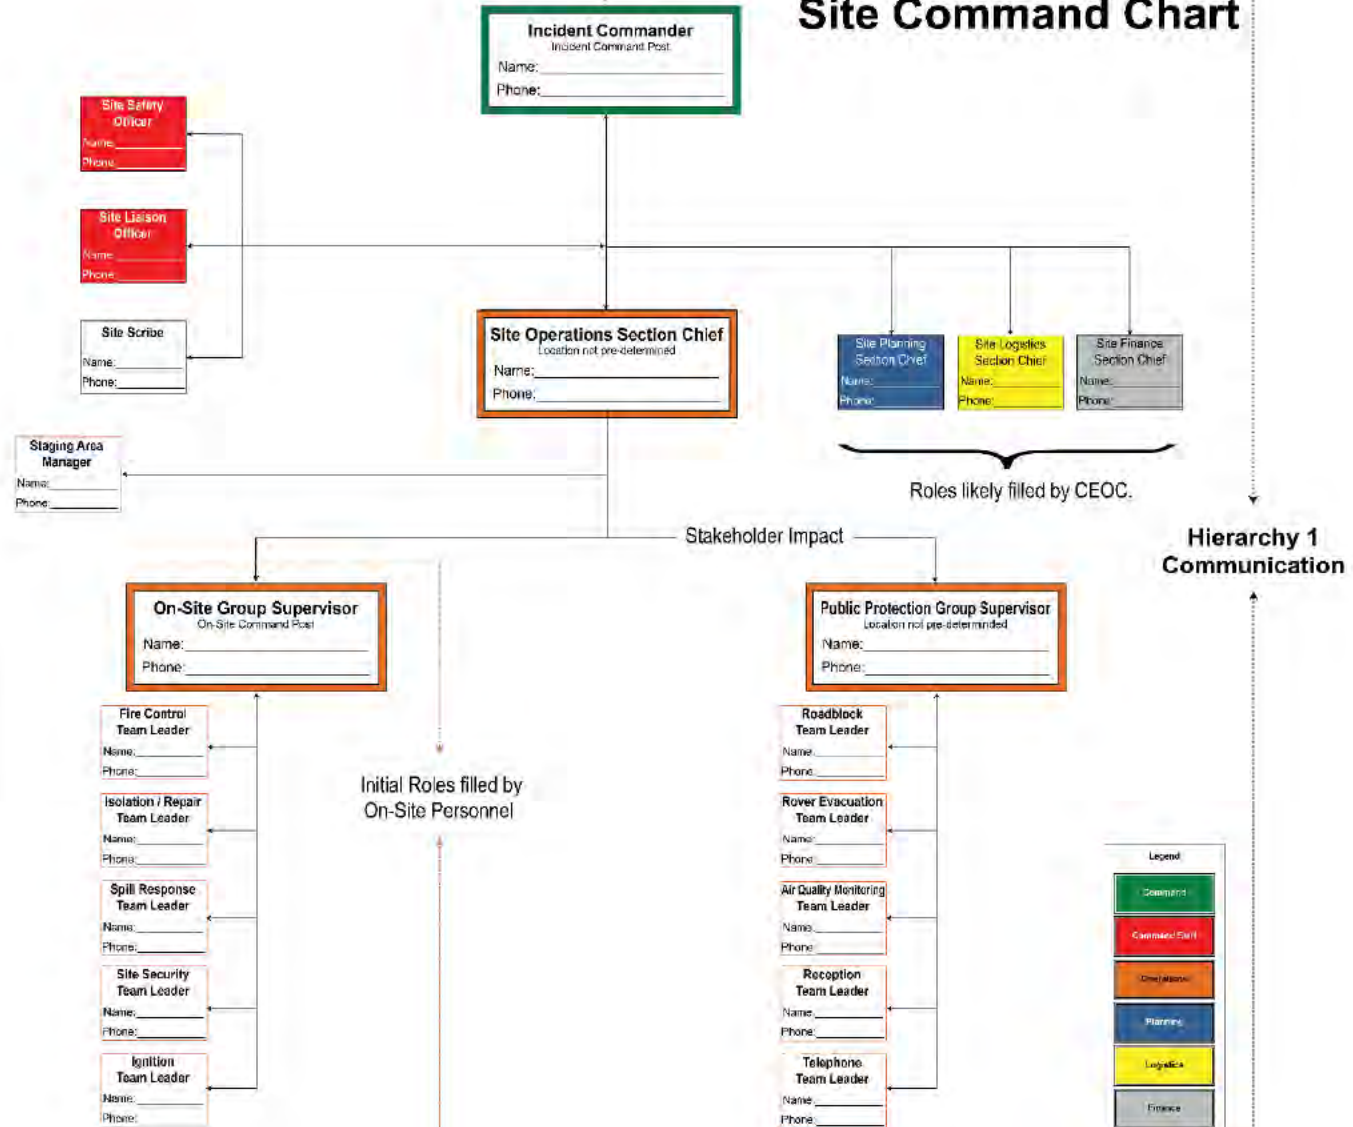 Site Command Chart
Incident Commander
Incident Command Post
Name:
Phone:
Site Safety
Officer
Name:
Phone:
Site Liaison
Officer
Name:
Phone:
Site Scribe
Name:
Phone:
Site Operations Section Chief
Location not pre-determined
Name:
Phone:
Site Planning
Section Chief
Name:
Phone:
Site Logistics
Section Chief
Name:
Phone:
Site Finance
Section Chief
Name:
Phone:
Roles likely filled by CEOC.
Staging Area
Manager
Name:
Phone:
Stakeholder Impact
Hierarchy 1
Communication
On-Site Group Supervisor
On-Site Command Post
Name:
Phone:
Public Protection Group Supervisor
Location not pre-determinded
Name:
Phone:
Fire Control
Team Leader
Name:
Phone:
Isolation / Repair
Team Leader
Name:
Phone:
Spill Response
Team Leader
Name:
Phone:
Site Security
Team Leader
Name:
Phone:
Ignition
Team Leader
Name:
Phone:
Initial Roles filled by
On-Site Personnel
Roadblock
Team Leader
Name:
Phone:
Rover Evacuation
Team Leader
Name:
Phone:
Air Quality Monitoring
Team Leader
Name:
Phone:
Reception
Team Leader
Name:
Phone:
Telephone
Team Leader
Name:
Phone:
Legend
Command
Command Staff
Operations
Planning
Logistics
Finance